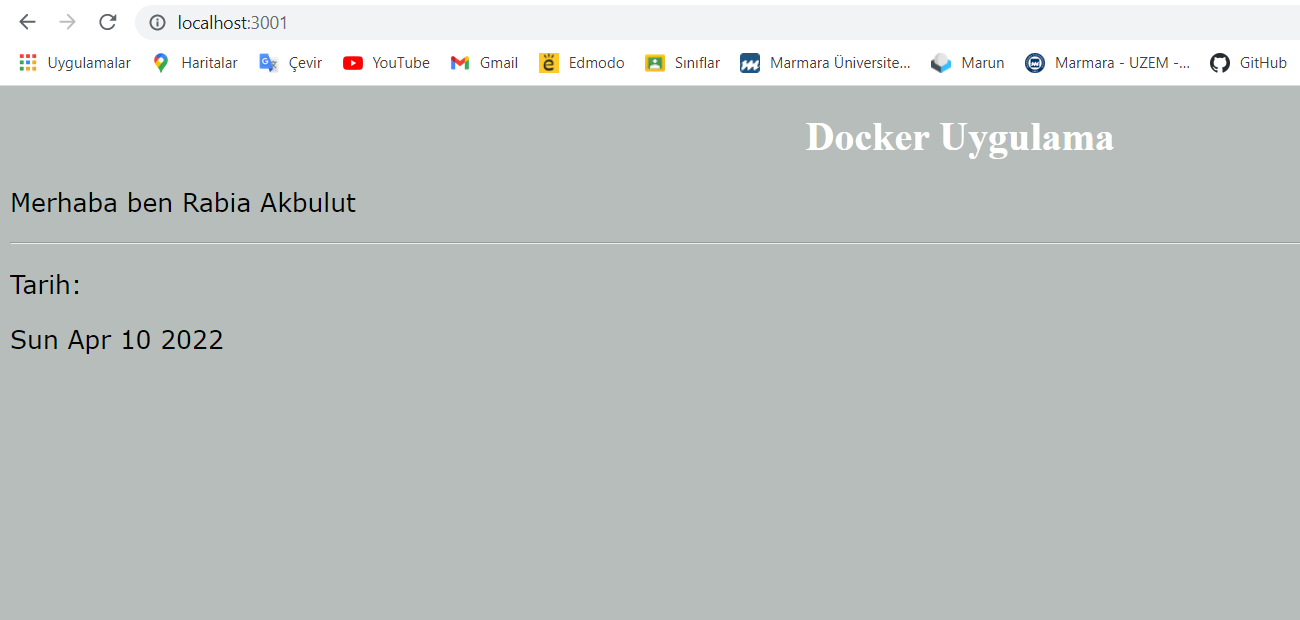 localhost:3001
Uygulamalar Haritalar Çevir YouTube Gmail Edmodo Sınıflar Marmara Üniversite... Marun Marmara - UZEM -... GitHub
Docker Uygulama
Merhaba ben Rabia Akbulut
Tarih:
Sun Apr 10 2022